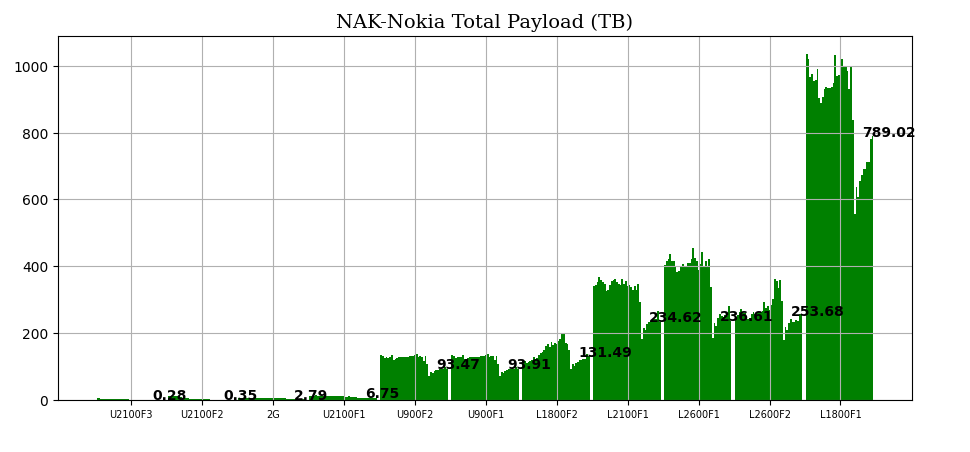 NAK-Nokia Total Payload (TB)
1000
800
600
400
200
0
789.02
234.62
236.61
253.68
131.49
93.47
93.91
0.28
0.35
2.79
6.75
U2100F3
U2100F2
2G
U2100F1
U900F2
U900F1
L1800F2
L2100F1
L2600F1
L2600F2
L1800F1